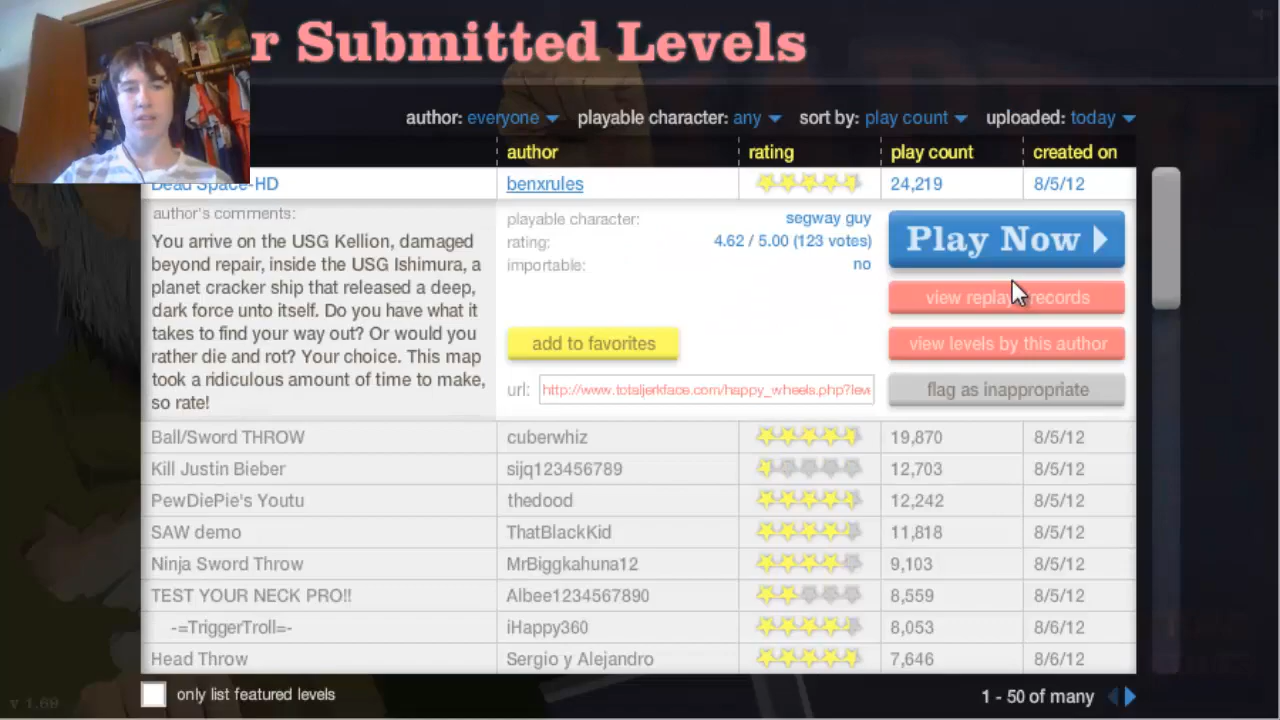 r Submitted Levels
author: everyone playable character: any sort by: play count uploaded: today
author rating play count created on
Dead Space-HD benxrules 24,219 8/5/12
author's comments:
You arrive on the USG Kellion, damaged
beyond repair, inside the USG Ishimura, a
planet cracker ship that released a deep,
dark force unto itself. Do you have what it
takes to find your way out? Or would you
rather die and rot? Your choice. This map
took a ridiculous amount of time to make,
so rate!
playable character: segway guy
rating: 4.62 / 5.00 (123 votes)
importable: no
add to favorites
url: http://www.totaljerkface.com/happy_wheels.php?lev
Play Now
view replay records
view levels by this author
flag as inappropriate
Ball/Sword THROW cuberwhiz 19,870 8/5/12
Kill Justin Bieber sijq123456789 12,703 8/5/12
PewDiePie's Youtu thedood 12,242 8/5/12
SAW demo ThatBlackKid 11,818 8/5/12
Ninja Sword Throw MrBiggkahuna12 9,103 8/5/12
TEST YOUR NECK PRO!! Albee1234567890 8,559 8/5/12
-=TriggerTroll=- iHappy360 8,053 8/6/12
Head Throw Sergio y Alejandro 7,646 8/6/12
only list featured levels 1 - 50 of many
v 1.69